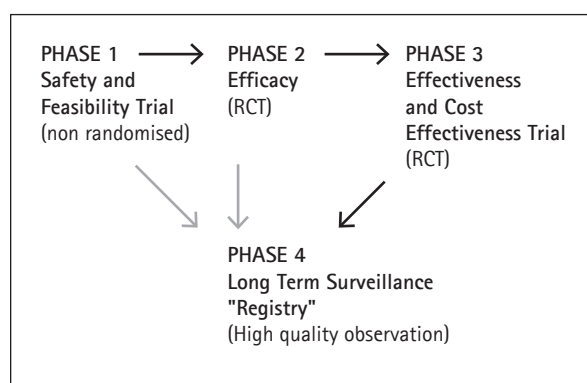 PHASE 1
Safety and
Feasibility Trial
(non randomised)
PHASE 2
Efficacy
(RCT)
PHASE 3
Effectiveness
and Cost
Effectiveness Trial
(RCT)
PHASE 4
Long Term Surveillance
"Registry"
(High quality observation)